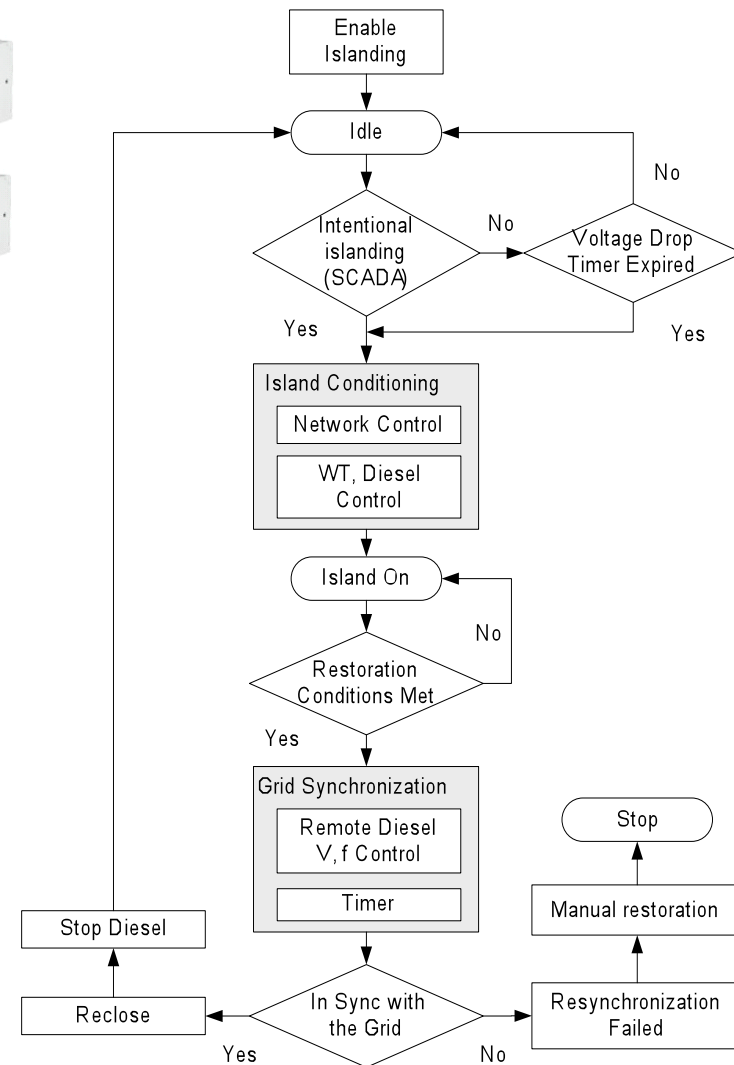 Enable
Islanding
Idle
No
Intentional
islanding
(SCADA)
No
Voltage Drop
Timer Expired
Yes
Yes
Island Conditioning
Network Control
WT, Diesel
Control
Island On
No
Restoration
Conditions Met
Yes
Grid Synchronization
Remote Diesel
V, f Control
Timer
Stop
Manual restoration
Stop Diesel
Reclose
In Sync with
the Grid
Resynchronization
Failed
Yes
No